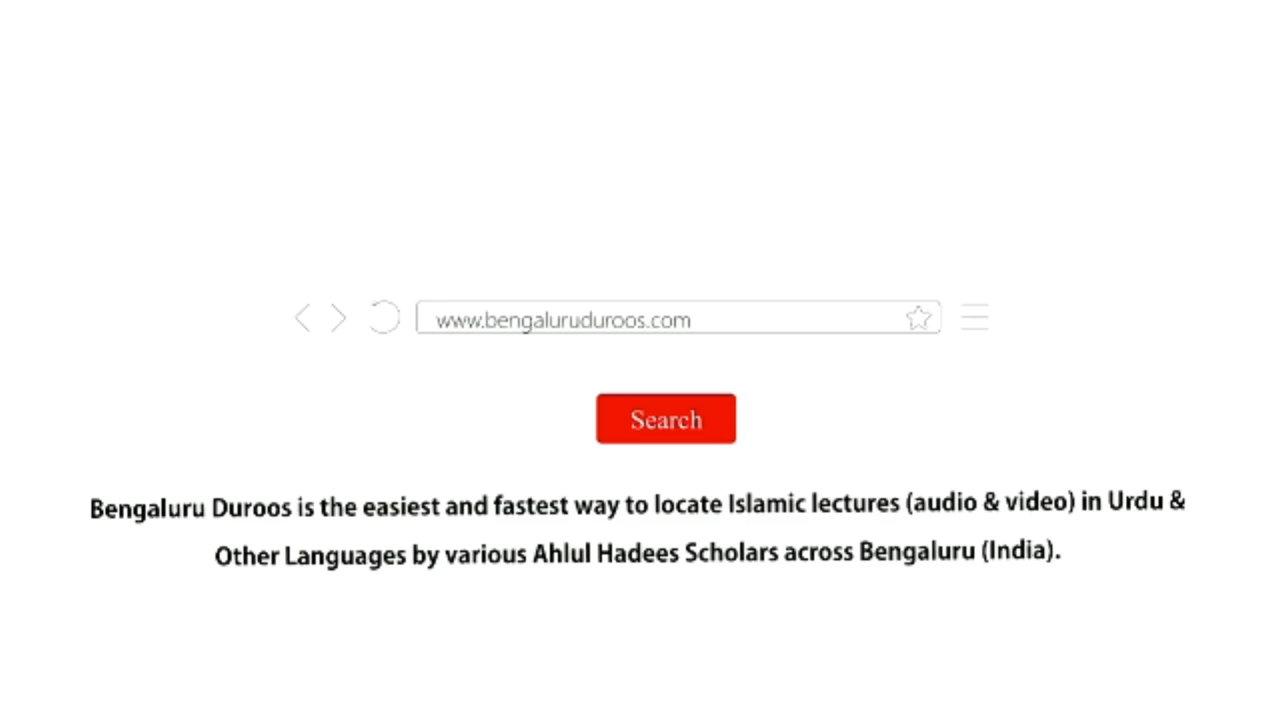 www.bengaluruduroos.com
Search
Bengaluru Duroos is the easiest and fastest way to locate Islamic lectures (audio & video) in Urdu &
Other Languages by various Ahlul Hadees Scholars across Bengaluru (India).